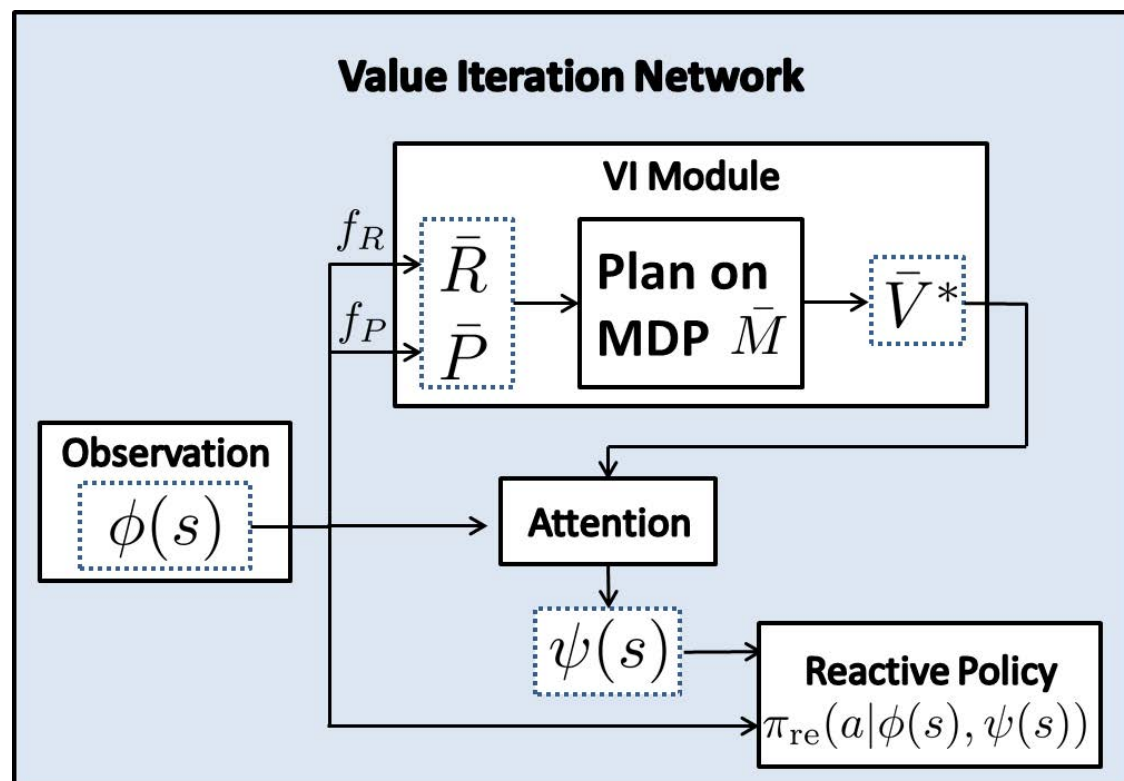 Value Iteration Network
VI Module
f_R
R̄
f_P
P̄
Plan on
MDP M̄
V̄*
Observation
ϕ(s)
Attention
ψ(s)
Reactive Policy
π_re(a|ϕ(s), ψ(s))